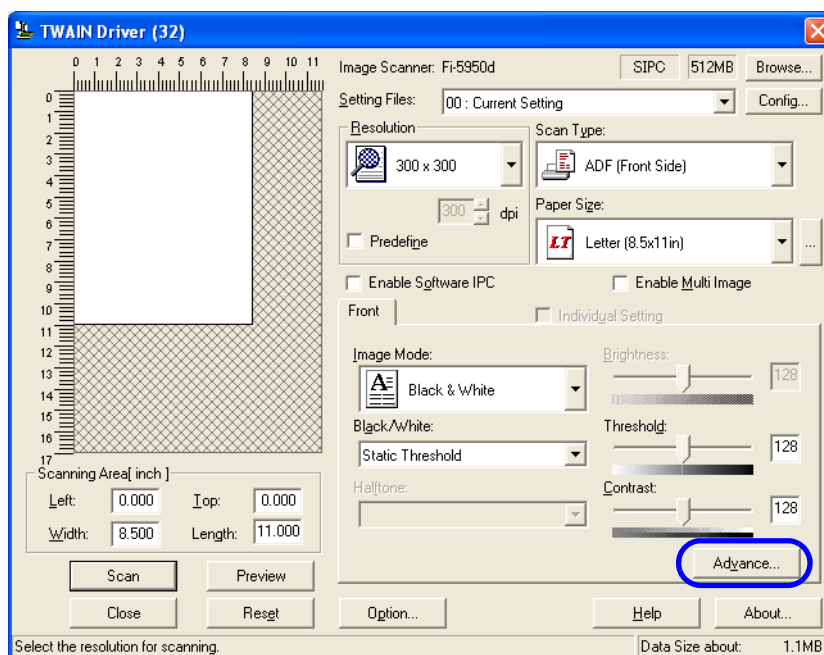 TWAIN Driver (32)
0 1 2 3 4 5 6 7 8 9 10 11
0
1
2
3
4
5
6
7
8
9
10
11
12
13
14
15
16
17
Image Scanner: Fi-5950d SIPC 512MB Browse...
Setting Files: 00 : Current Setting Config...
Resolution
300 x 300
300 dpi
Predefine
Scan Type:
ADF (Front Side)
Paper Size:
LT Letter (8.5x11in) ...
Enable Software IPC Enable Multi Image
Front Individual Setting
Image Mode:
A Black & White
Black/White:
Static Threshold
Halftone:
Brightness:
128
Threshold:
128
Contrast:
128
Advance...
Scanning Area[ inch ]
Left: 0.000 Top: 0.000
Width: 8.500 Length: 11.000
Scan Preview
Close Reset Option... Help About...
Select the resolution for scanning. Data Size about: 1.1MB